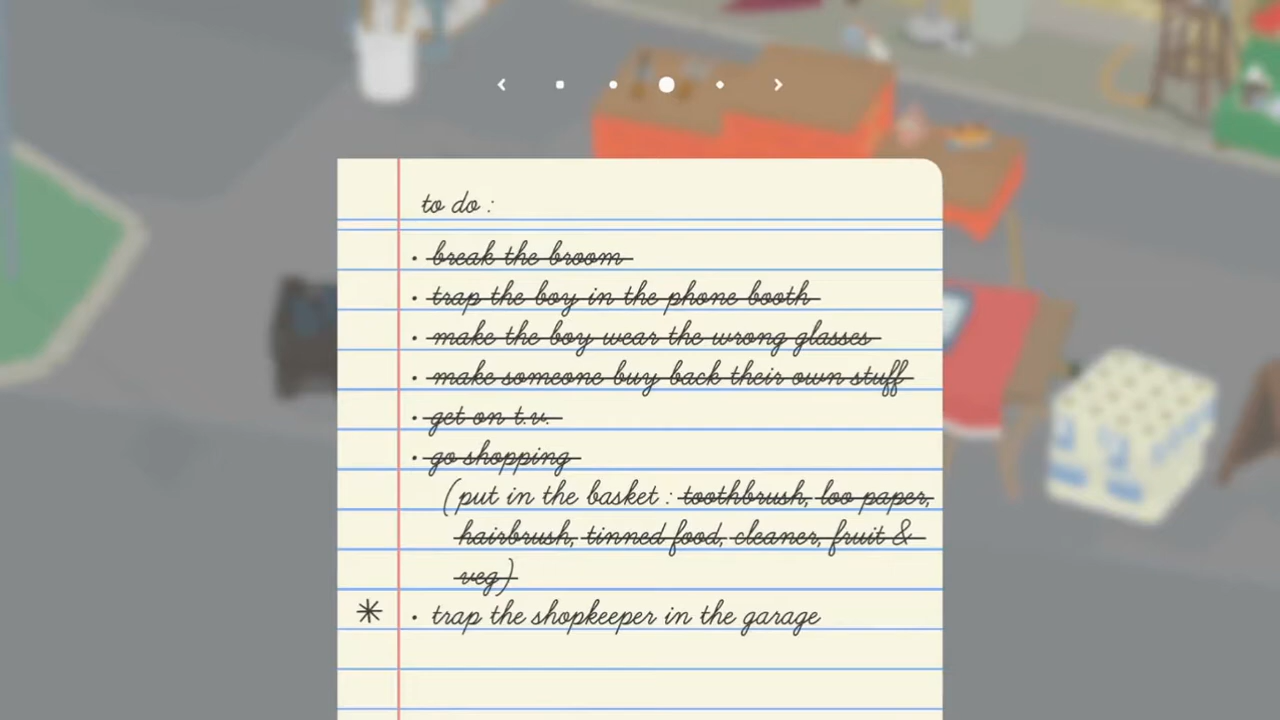 to do :
• break the broom
• trap the boy in the phone booth
• make the boy wear the wrong glasses
• make someone buy back their own stuff
• get on t.v.
• go shopping
(put in the basket : toothbrush, loo paper,
hairbrush, tinned food, cleaner, fruit &
veg)
* • trap the shopkeeper in the garage